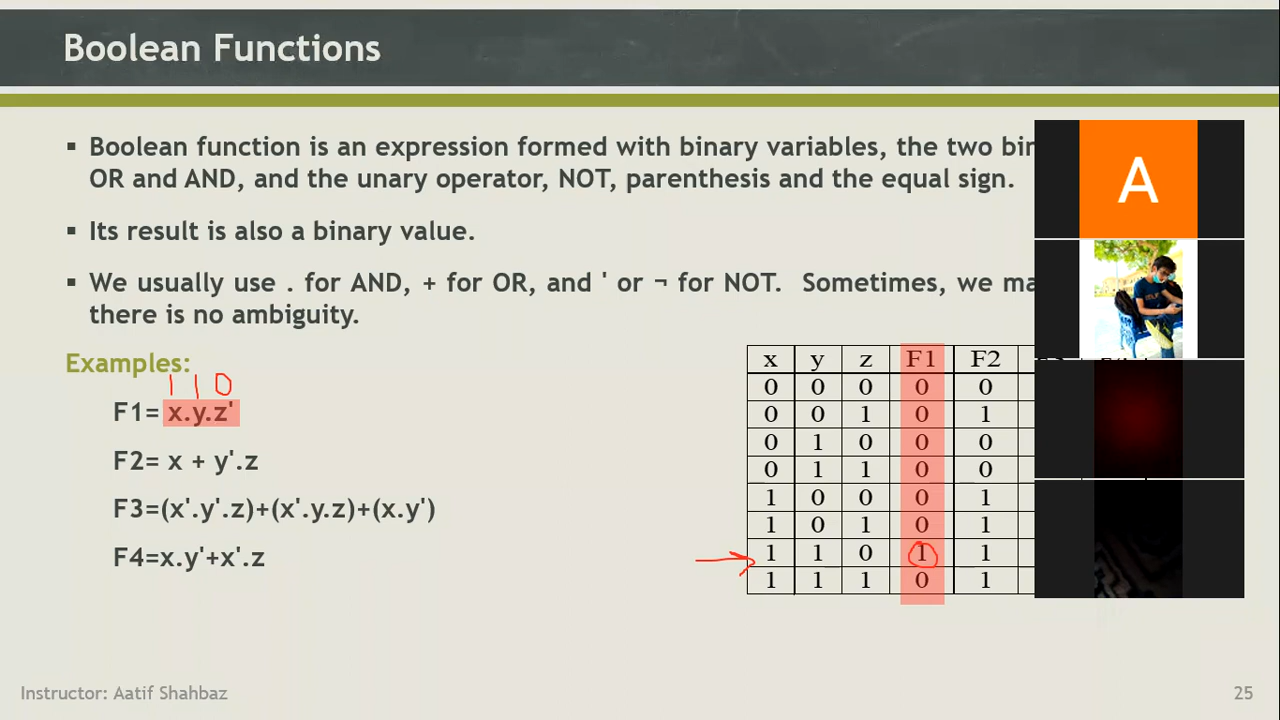 Boolean Functions
▪ Boolean function is an expression formed with binary variables, the two
OR and AND, and the unary operator, NOT, parenthesis and the equal sign.
▪ Its result is also a binary value.
▪ We usually use . for AND, + for OR, and ' or ¬ for NOT. Sometimes, we
there is no ambiguity.
Examples:
1 1 0
F1= x.y.z'
F2= x + y'.z
F3=(x'.y'.z)+(x'.y.z)+(x.y')
F4=x.y'+x'.z
x y z F1 F2
0 0 0 0 0
0 0 1 0 1
0 1 0 0 0
0 1 1 0 0
1 0 0 0 1
1 0 1 0 1
1 1 0 1 1
1 1 1 0 1
A
Instructor: Aatif Shahbaz
25